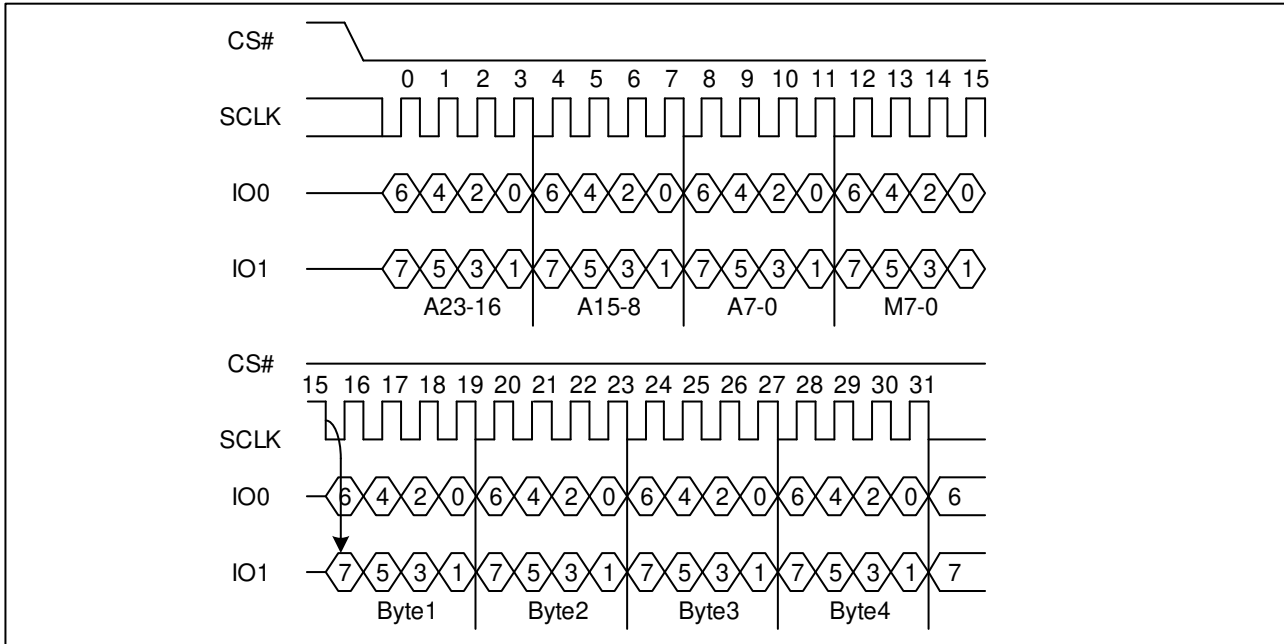 CS#
0 1 2 3 4 5 6 7 8 9 10 11 12 13 14 15
SCLK
IO0 6 4 2 0 6 4 2 0 6 4 2 0 6 4 2 0
IO1 7 5 3 1 7 5 3 1 7 5 3 1 7 5 3 1
A23-16 A15-8 A7-0 M7-0
CS#
15 16 17 18 19 20 21 22 23 24 25 26 27 28 29 30 31
SCLK
IO0 6 4 2 0 6 4 2 0 6 4 2 0 6 4 2 0 6
IO1 7 5 3 1 7 5 3 1 7 5 3 1 7 5 3 1 7
Byte1 Byte2 Byte3 Byte4